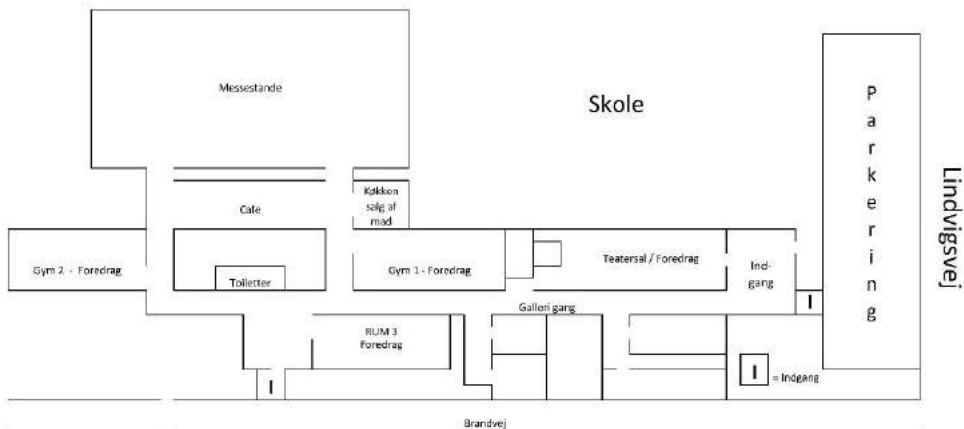 Messestande
Skole
Parkering
Lindvigsvej
Køkken
salg af
mad
Cafe
Gym 2 - Foredrag
Toiletter
Gym 1 - Foredrag
Teatersal / Foredrag
Ind-
gang
Galleri gang
I
RUM 3
Foredrag
I
I = Indgang
Brandvej